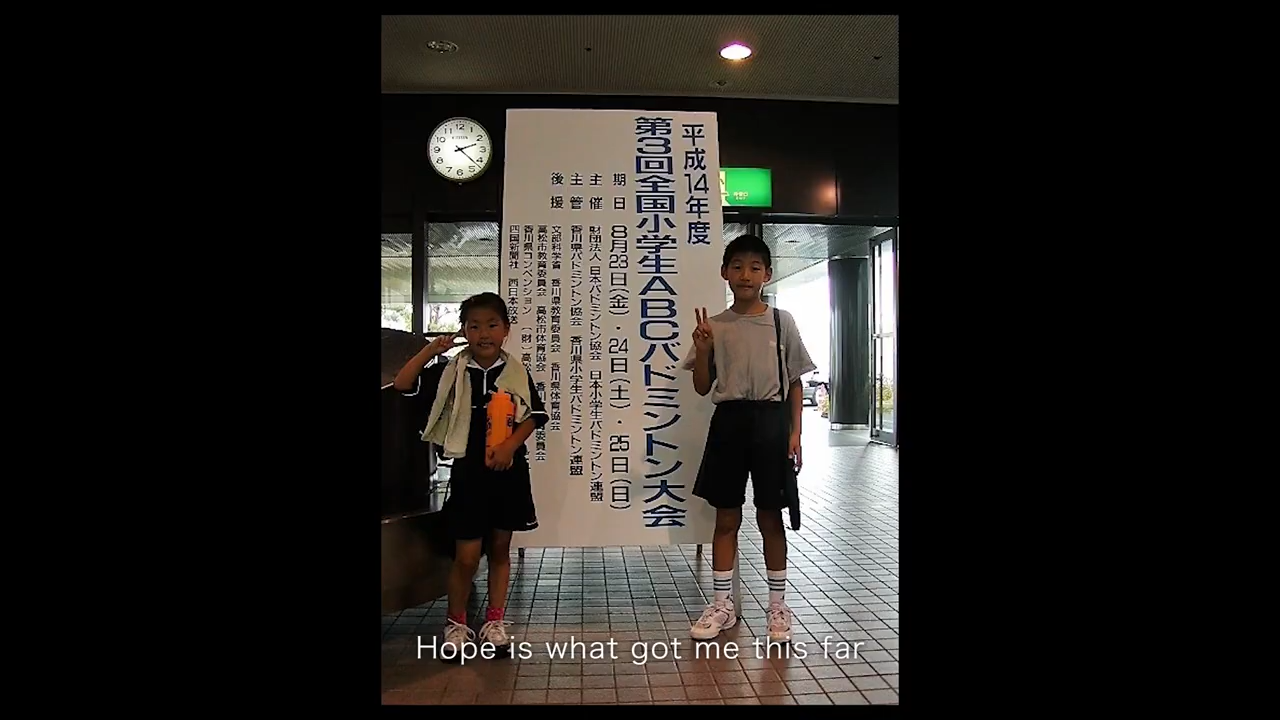 平成14年度
第3回全国小学生ABCバドミントン大会
期日 8月23日(金)・24日(土)・25日(日)
主催 財団法人 日本バドミントン協会 日本小学生バドミントン連盟
主管 香川県バドミントン協会 香川県小学生バドミントン連盟
後援 文部科学省 香川県教育委員会 香川県体育協会
高松市教育委員会 高松市体育協会 香
香川県コンベンション (財)高松 育委員会
四国新聞社 西日本放送
Hope is what got me this far